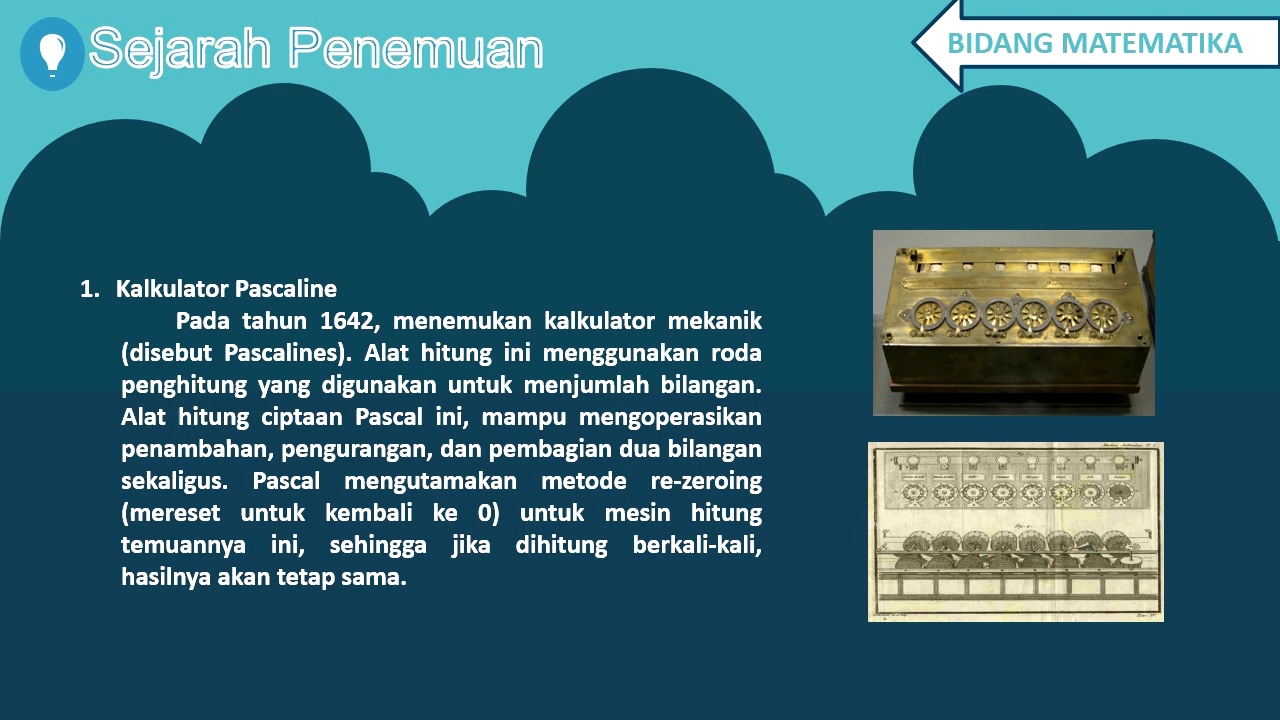 Sejarah Penemuan
BIDANG MATEMATIKA
1. Kalkulator Pascaline
Pada tahun 1642, menemukan kalkulator mekanik
(disebut Pascalines). Alat hitung ini menggunakan roda
penghitung yang digunakan untuk menjumlah bilangan.
Alat hitung ciptaan Pascal ini, mampu mengoperasikan
penambahan, pengurangan, dan pembagian dua bilangan
sekaligus. Pascal mengutamakan metode re-zeroing
(mereset untuk kembali ke 0) untuk mesin hitung
temuannya ini, sehingga jika dihitung berkali-kali,
hasilnya akan tetap sama.